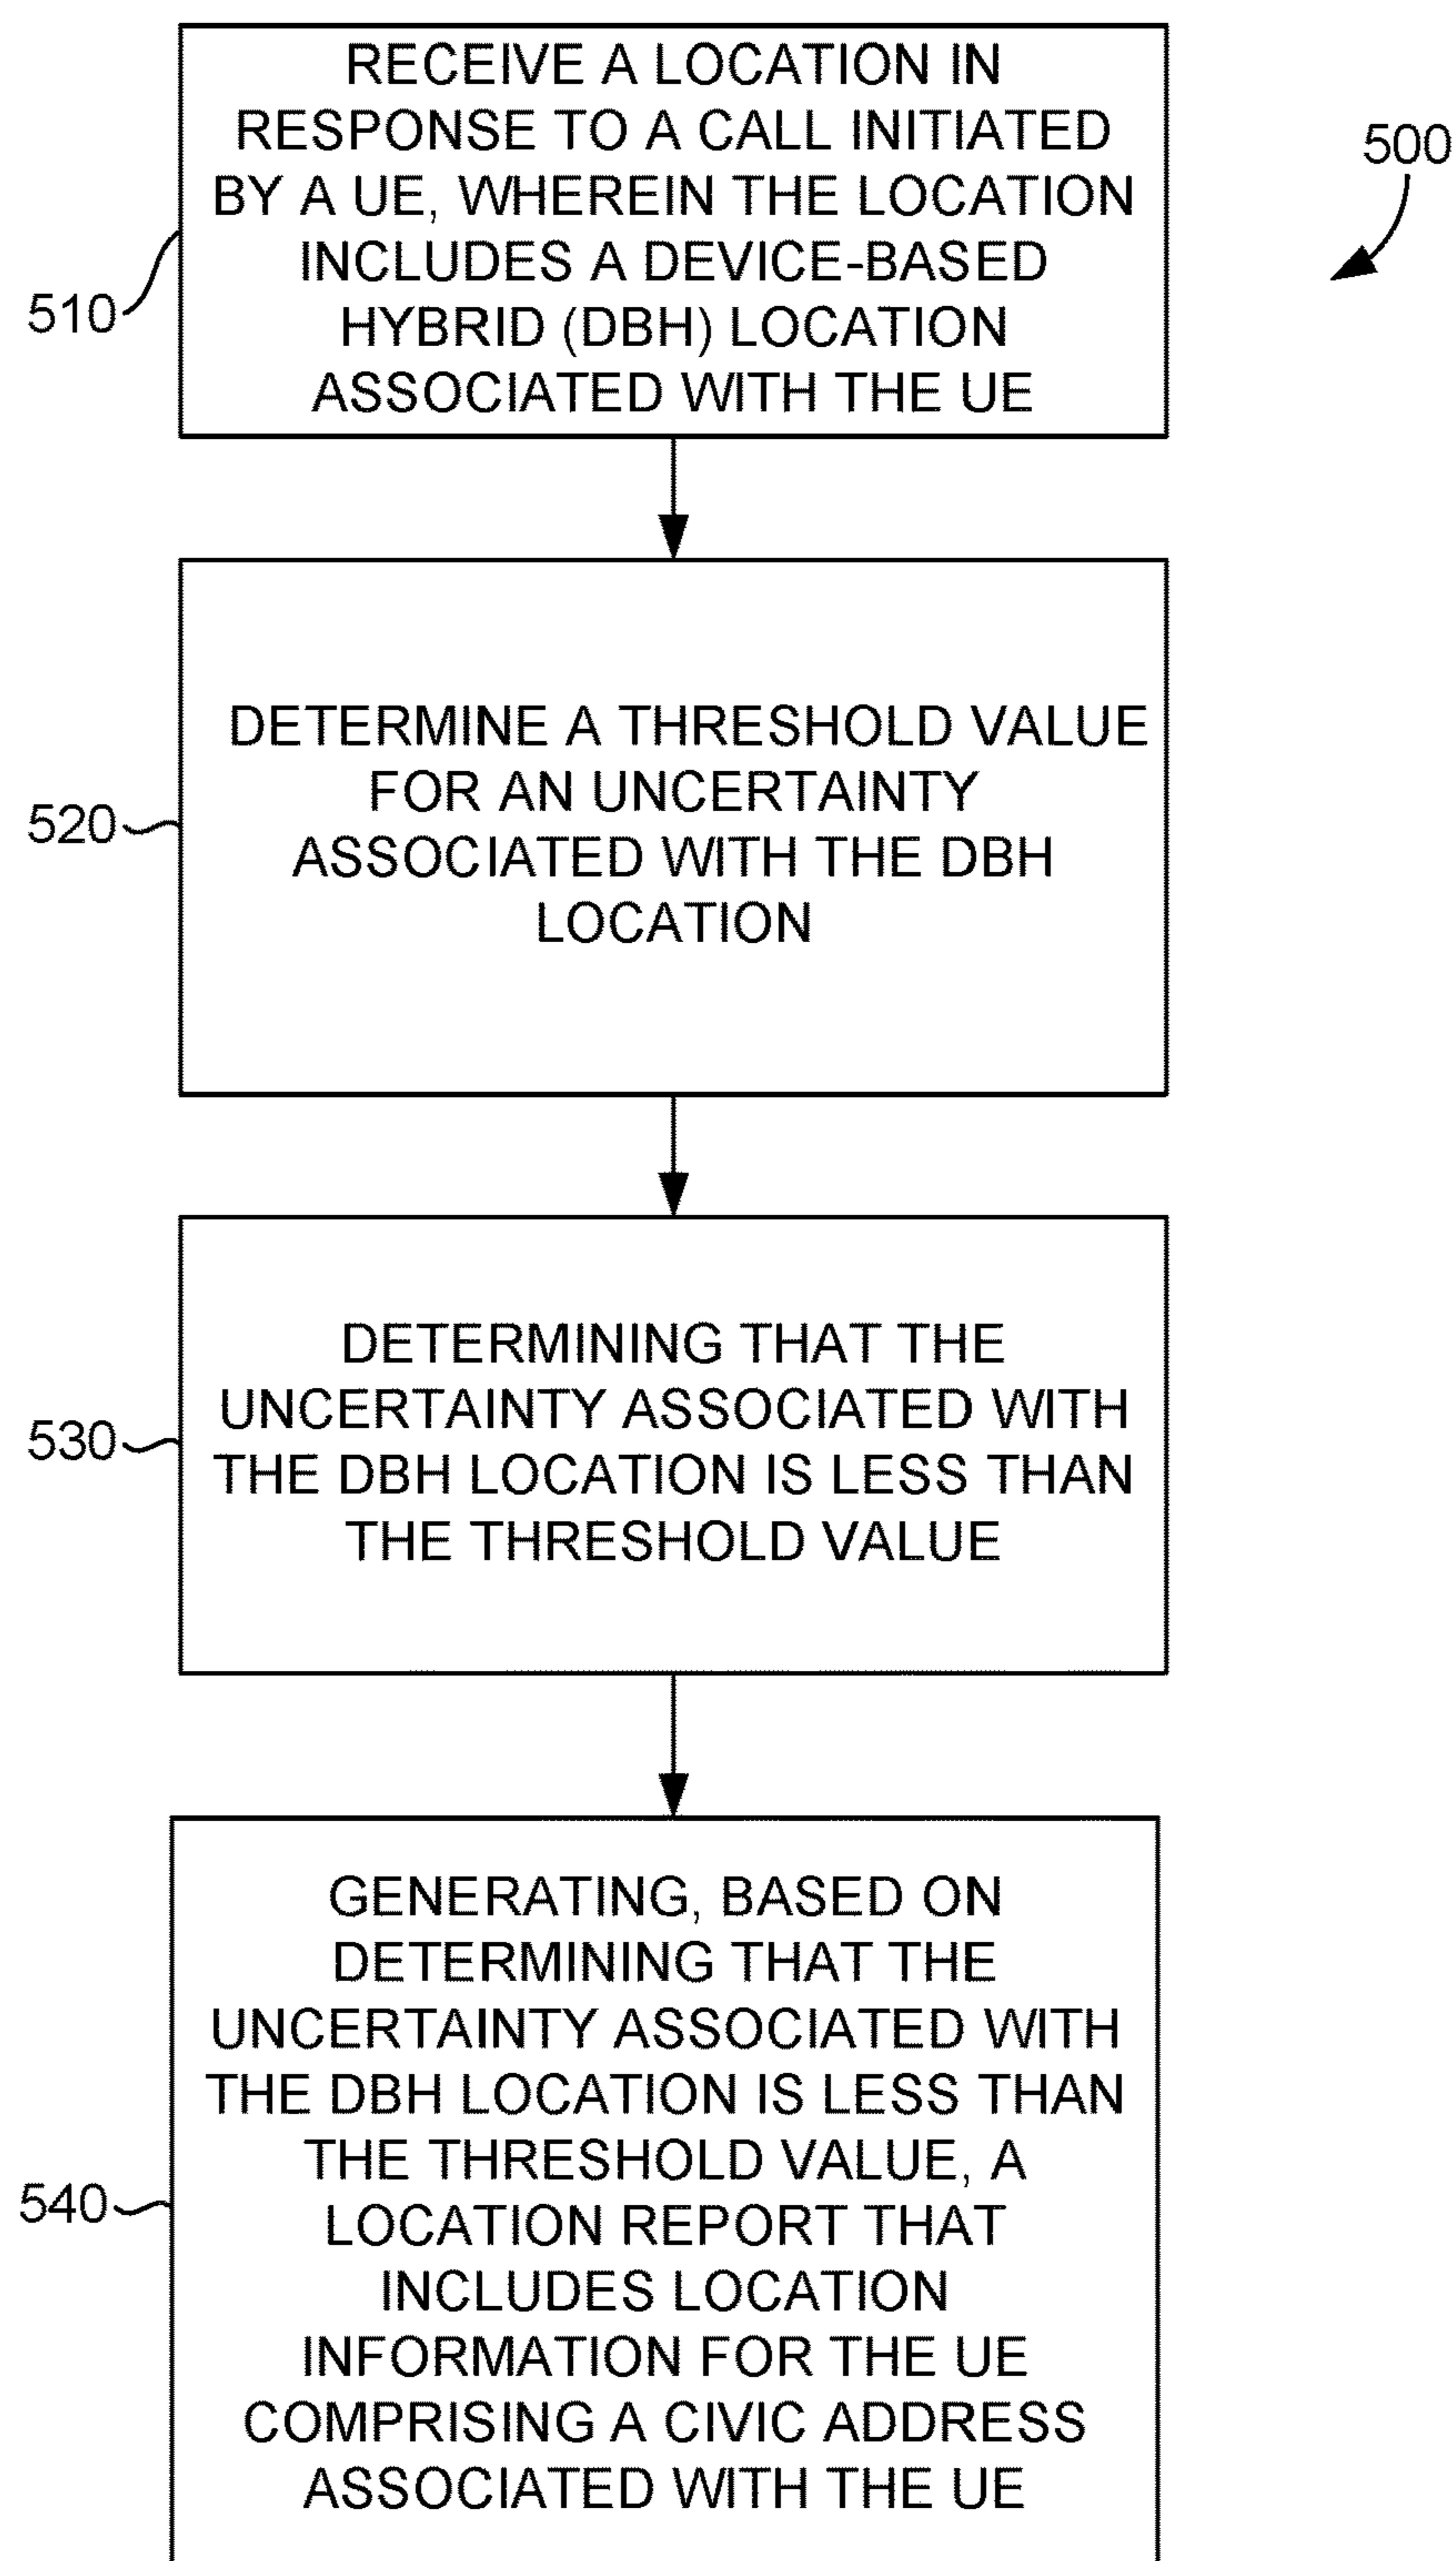 RECEIVE A LOCATION IN
RESPONSE TO A CALL INITIATED
BY A UE, WHEREIN THE LOCATION
INCLUDES A DEVICE-BASED
HYBRID (DBH) LOCATION
ASSOCIATED WITH THE UE
500
510
DETERMINE A THRESHOLD VALUE
FOR AN UNCERTAINTY
ASSOCIATED WITH THE DBH
LOCATION
520
DETERMINING THAT THE
UNCERTAINTY ASSOCIATED WITH
THE DBH LOCATION IS LESS THAN
THE THRESHOLD VALUE
530
GENERATING, BASED ON
DETERMINING THAT THE
UNCERTAINTY ASSOCIATED WITH
THE DBH LOCATION IS LESS THAN
THE THRESHOLD VALUE, A
LOCATION REPORT THAT
INCLUDES LOCATION
INFORMATION FOR THE UE
COMPRISING A CIVIC ADDRESS
ASSOCIATED WITH THE UE
540